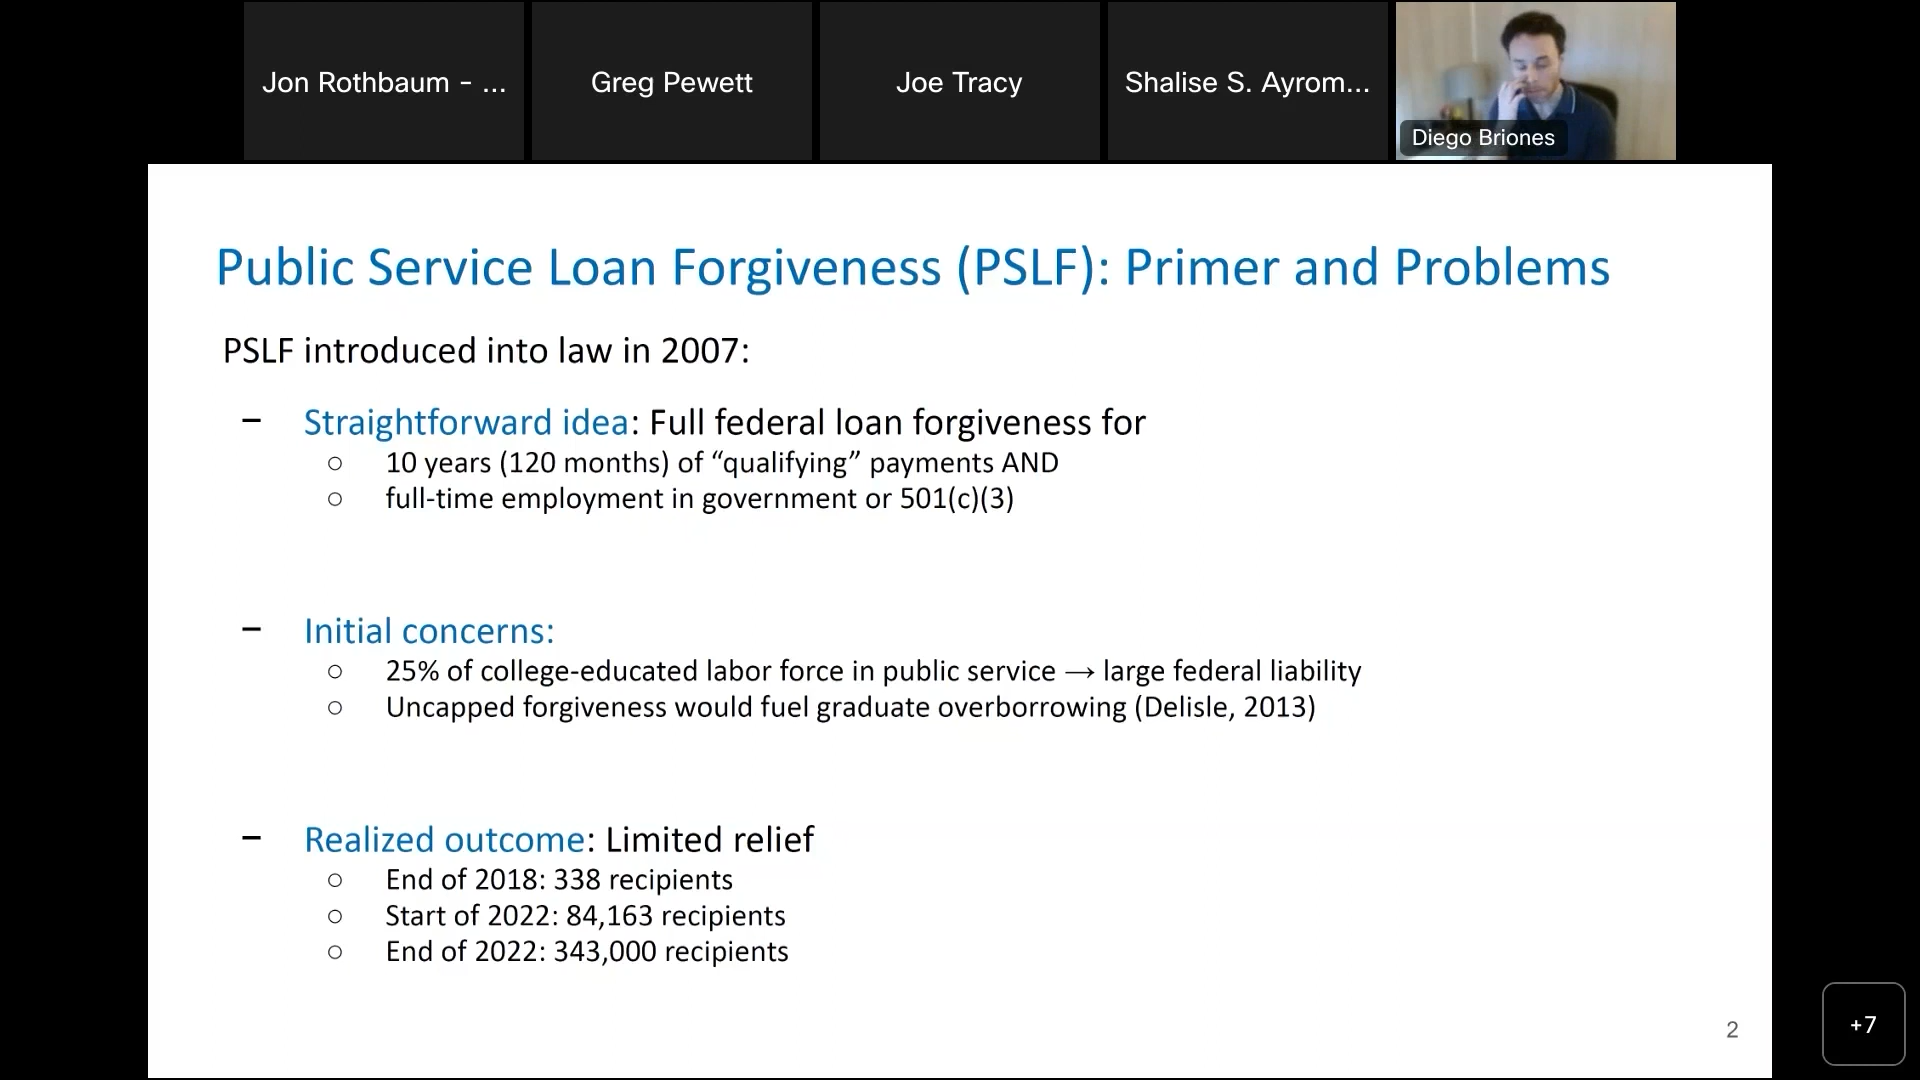 Jon Rothbaum - ...
Greg Pewett
Joe Tracy
Shalise S. Ayrom...
Diego Briones
Public Service Loan Forgiveness (PSLF): Primer and Problems
PSLF introduced into law in 2007:
– Straightforward idea: Full federal loan forgiveness for
○ 10 years (120 months) of “qualifying” payments AND
○ full-time employment in government or 501(c)(3)
– Initial concerns:
○ 25% of college-educated labor force in public service → large federal liability
○ Uncapped forgiveness would fuel graduate overborrowing (Delisle, 2013)
– Realized outcome: Limited relief
○ End of 2018: 338 recipients
○ Start of 2022: 84,163 recipients
○ End of 2022: 343,000 recipients
2
+7